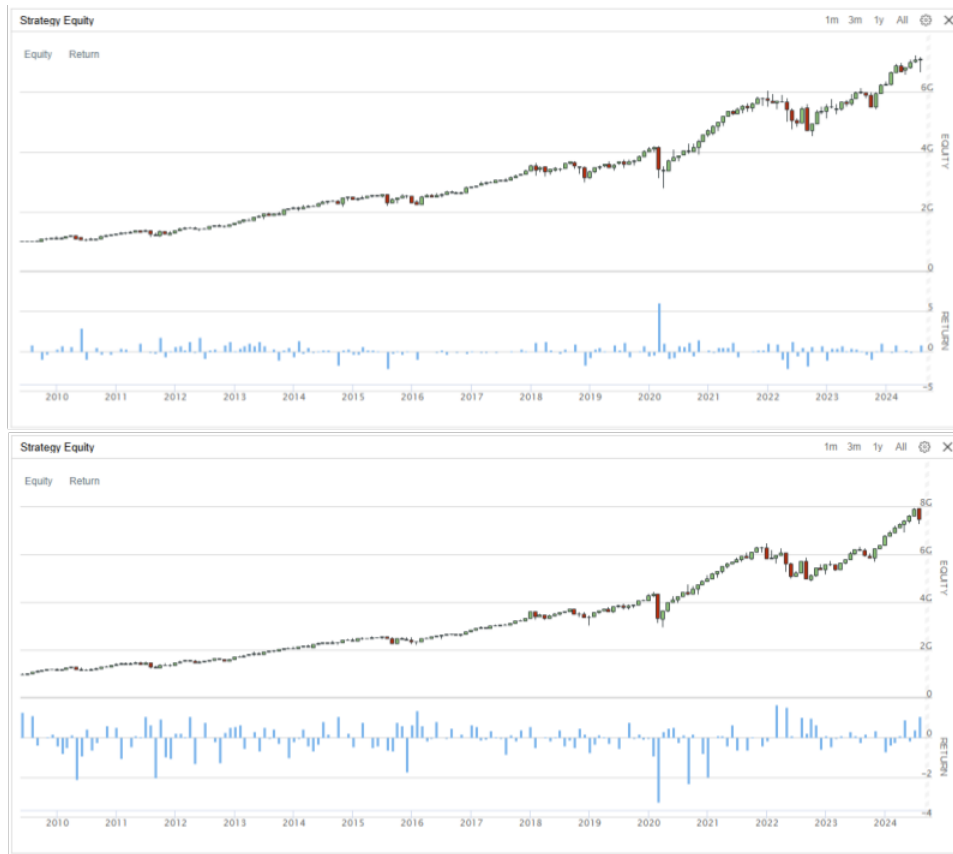 Strategy Equity 1m 3m 1y All
Equity Return
6G
4G
EQUITY
2G
0
5
0
RETURN
-5
2010 2011 2012 2013 2014 2015 2016 2017 2018 2019 2020 2021 2022 2023 2024
Strategy Equity 1m 3m 1y All
Equity Return
8G
6G
EQUITY
4G
2G
0
0
RETURN
-2
-4
2010 2011 2012 2013 2014 2015 2016 2017 2018 2019 2020 2021 2022 2023 2024